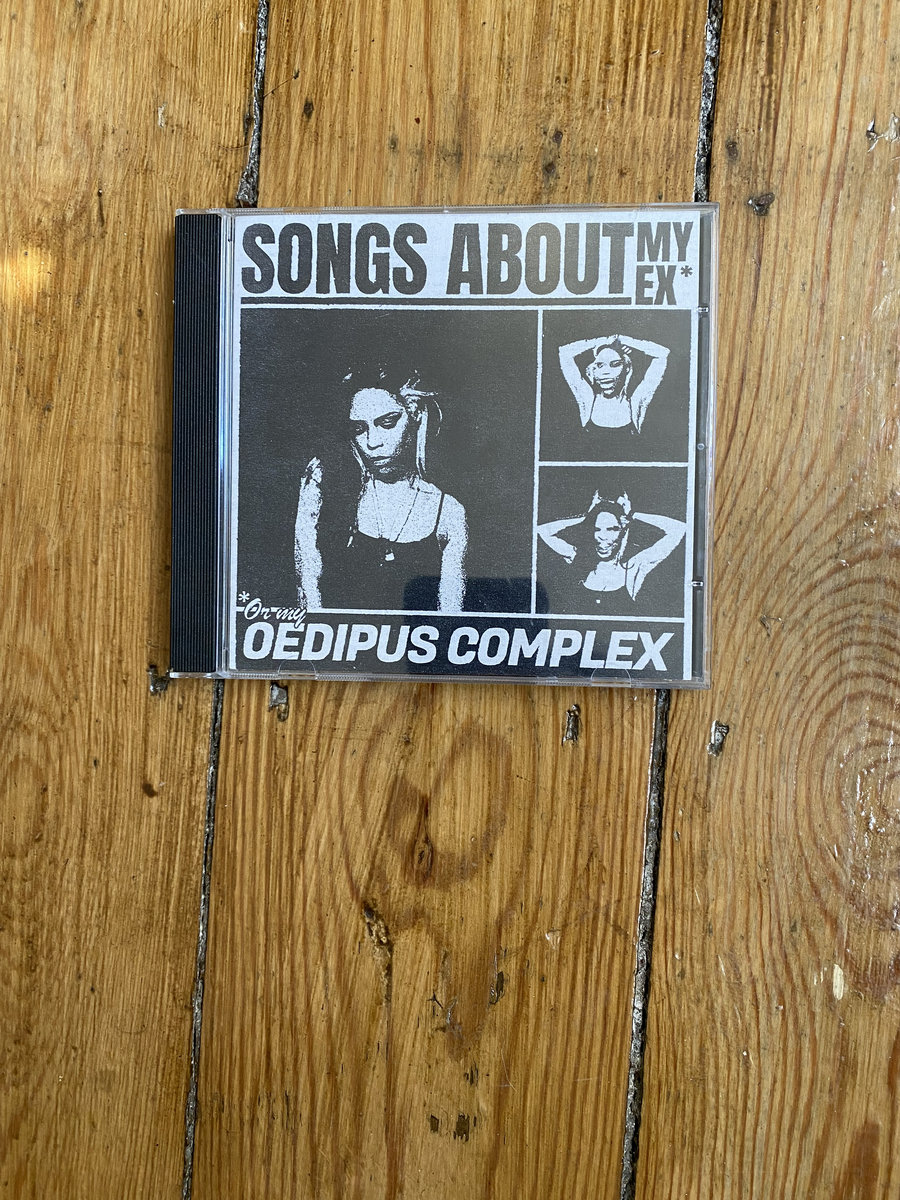 SONGS ABOUT MY EX*
*Or my
OEDIPUS COMPLEX